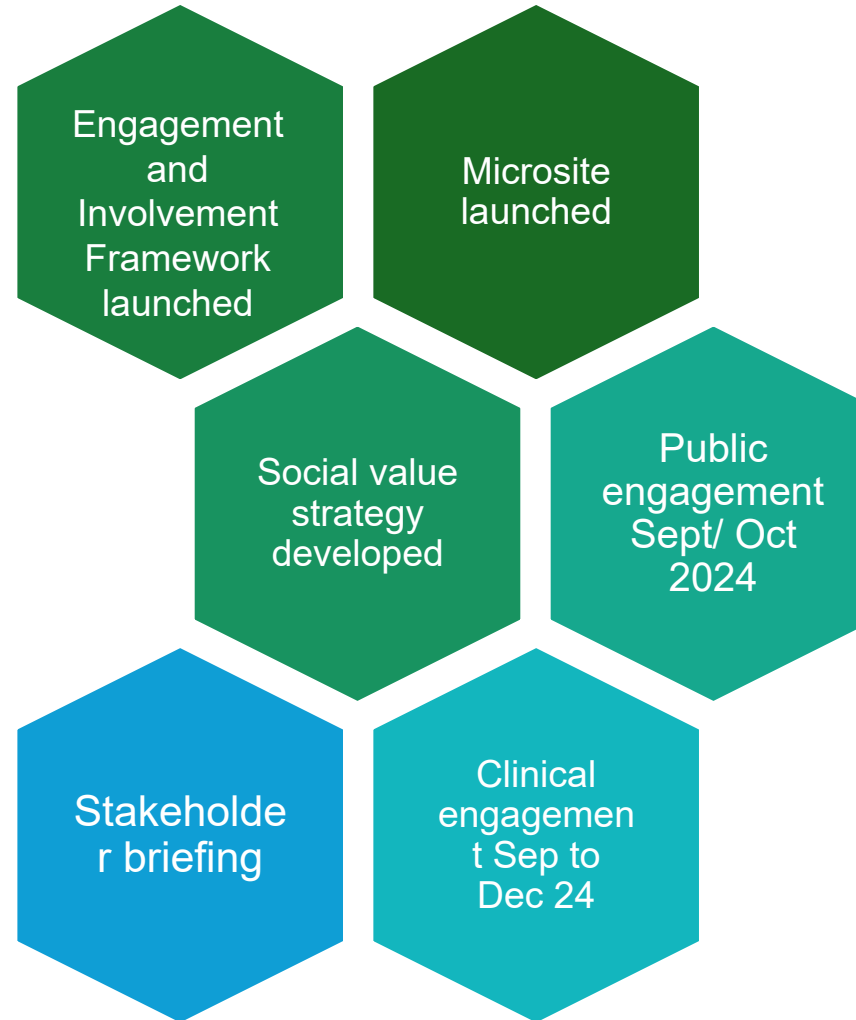 Engagement
and
Involvement
Framework
launched
Microsite
launched
Social value
strategy
developed
Public
engagement
Sept/ Oct
2024
Stakeholde
r briefing
Clinical
engagemen
t Sep to
Dec 24